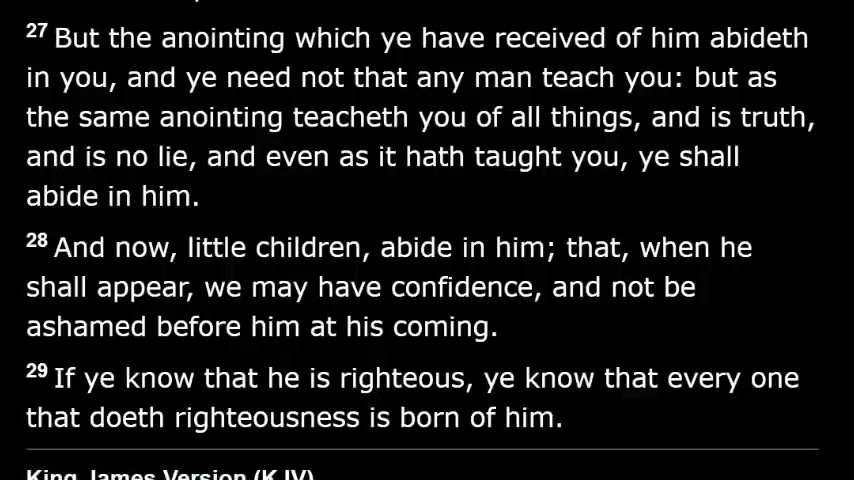 27 But the anointing which ye have received of him abideth
in you, and ye need not that any man teach you: but as
the same anointing teacheth you of all things, and is truth,
and is no lie, and even as it hath taught you, ye shall
abide in him.
28 And now, little children, abide in him; that, when he
shall appear, we may have confidence, and not be
ashamed before him at his coming.
29 If ye know that he is righteous, ye know that every one
that doeth righteousness is born of him.
King James Version (KJV)